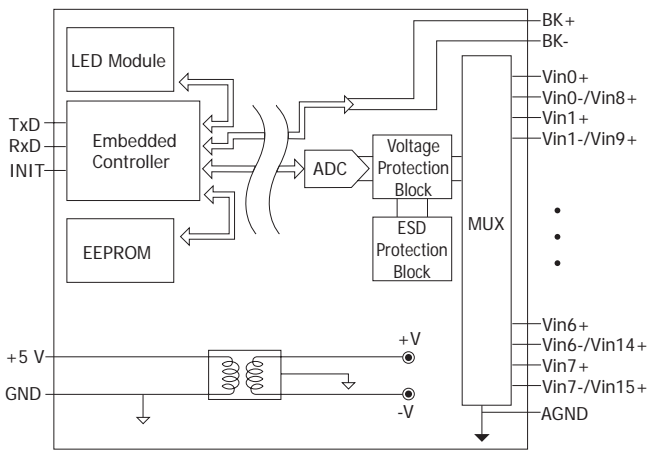 BK+
BK-
LED Module
TxD
RxD
INIT
Embedded
Controller
EEPROM
ADC
Voltage
Protection
Block
ESD
Protection
Block
MUX
Vin0+
Vin0-/Vin8+
Vin1+
Vin1-/Vin9+
Vin6+
Vin6-/Vin14+
Vin7+
Vin7-/Vin15+
AGND
+5 V
GND
+V
-V